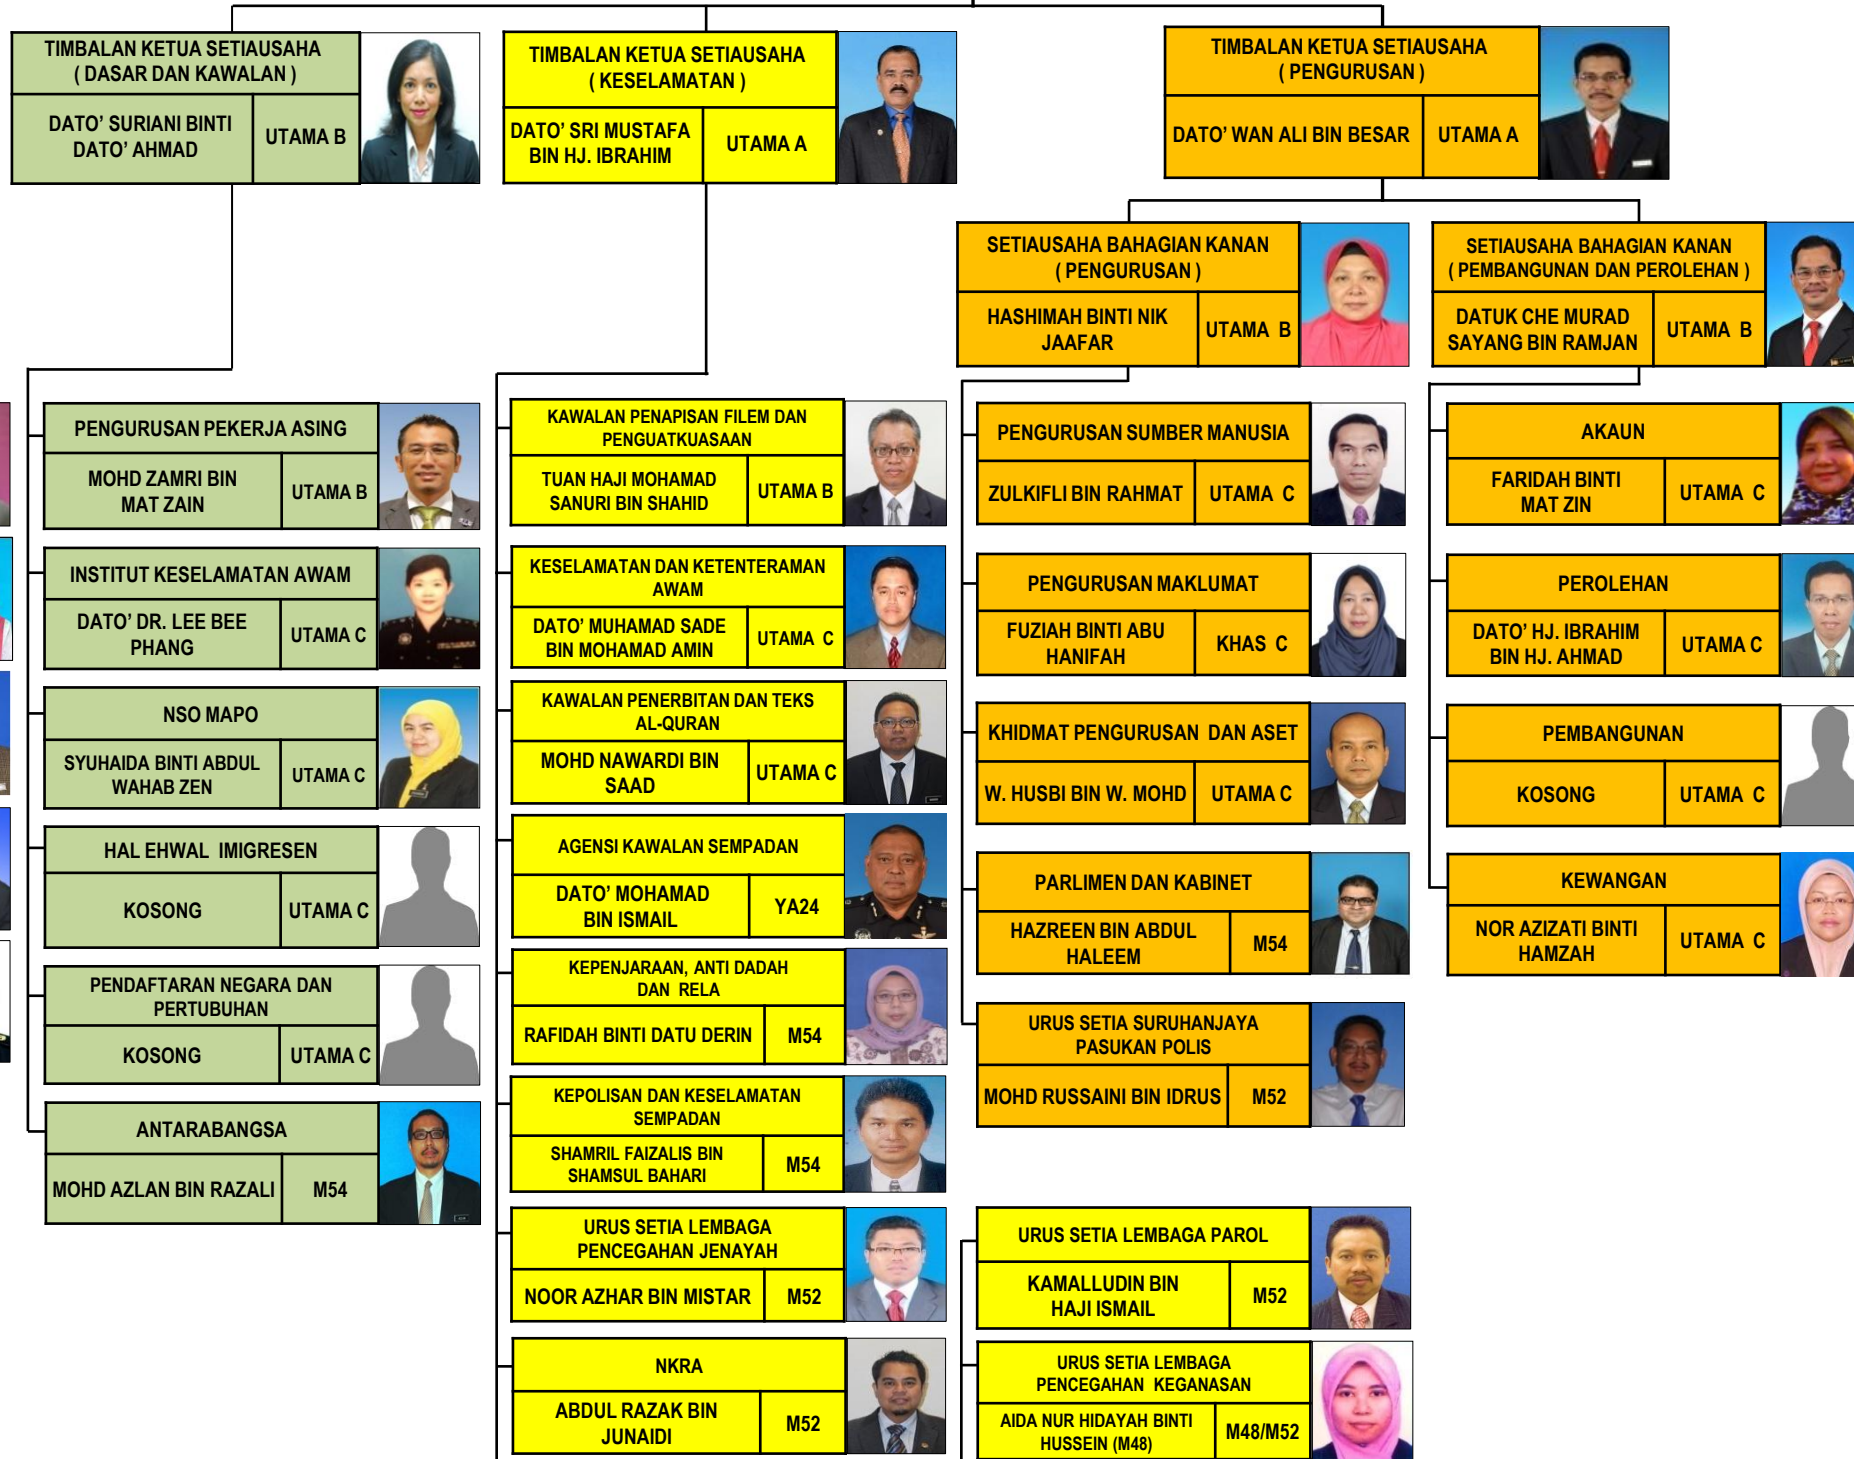 TIMBALAN KETUA SETIAUSAHA
( DASAR DAN KAWALAN )
DATO' SURIANI BINTI
DATO' AHMAD
UTAMA B
TIMBALAN KETUA SETIAUSAHA
( KESELAMATAN )
DATO' SRI MUSTAFA
BIN HJ. IBRAHIM
UTAMA A
TIMBALAN KETUA SETIAUSAHA
( PENGURUSAN )
DATO' WAN ALI BIN BESAR
UTAMA A
SETIAUSAHA BAHAGIAN KANAN
( PENGURUSAN )
HASHIMAH BINTI NIK
JAAFAR
UTAMA B
SETIAUSAHA BAHAGIAN KANAN
( PEMBANGUNAN DAN PEROLEHAN )
DATUK CHE MURAD
SAYANG BIN RAMJAN
UTAMA B
PENGURUSAN PEKERJA ASING
MOHD ZAMRI BIN
MAT ZAIN
UTAMA B
INSTITUT KESELAMATAN AWAM
DATO' DR. LEE BEE
PHANG
UTAMA C
NSO MAPO
SYUHAIDA BINTI ABDUL
WAHAB ZEN
UTAMA C
HAL EHWAL IMIGRESEN
KOSONG
UTAMA C
PENDAFTARAN NEGARA DAN
PERTUBUHAN
KOSONG
UTAMA C
ANTARABANGSA
MOHD AZLAN BIN RAZALI
M54
KAWALAN PENAPISAN FILEM DAN
PENGUATKUASAAN
TUAN HAJI MOHAMAD
SANURI BIN SHAHID
UTAMA B
KESELAMATAN DAN KETENTERAMAN
AWAM
DATO' MUHAMAD SADE
BIN MOHAMAD AMIN
UTAMA C
KAWALAN PENERBITAN DAN TEKS
AL-QURAN
MOHD NAWARDI BIN
SAAD
UTAMA C
AGENSI KAWALAN SEMPADAN
DATO' MOHAMAD
BIN ISMAIL
YA24
KEPENJARAAN, ANTI DADAH
DAN RELA
RAFIDAH BINTI DATU DERIN
M54
KEPOLISAN DAN KESELAMATAN
SEMPADAN
SHAMRIL FAIZALIS BIN
SHAMSUL BAHARI
M54
URUS SETIA LEMBAGA
PENCEGAHAN JENAYAH
NOOR AZHAR BIN MISTAR
M52
NKRA
ABDUL RAZAK BIN
JUNAIDI
M52
PENGURUSAN SUMBER MANUSIA
ZULKIFLI BIN RAHMAT
UTAMA C
PENGURUSAN MAKLUMAT
FUZIAH BINTI ABU
HANIFAH
KHAS C
KHIDMAT PENGURUSAN DAN ASET
W. HUSBI BIN W. MOHD
UTAMA C
PARLIMEN DAN KABINET
HAZREEN BIN ABDUL
HALEEM
M54
URUS SETIA SURUHANJAYA
PASUKAN POLIS
MOHD RUSSAINI BIN IDRUS
M52
URUS SETIA LEMBAGA PAROL
KAMALLUDIN BIN
HAJI ISMAIL
M52
URUS SETIA LEMBAGA
PENCEGAHAN KEGANASAN
AIDA NUR HIDAYAH BINTI
HUSSEIN (M48)
M48/M52
AKAUN
FARIDAH BINTI
MAT ZIN
UTAMA C
PEROLEHAN
DATO' HJ. IBRAHIM
BIN HJ. AHMAD
UTAMA C
PEMBANGUNAN
KOSONG
UTAMA C
KEWANGAN
NOR AZIZATI BINTI
HAMZAH
UTAMA C